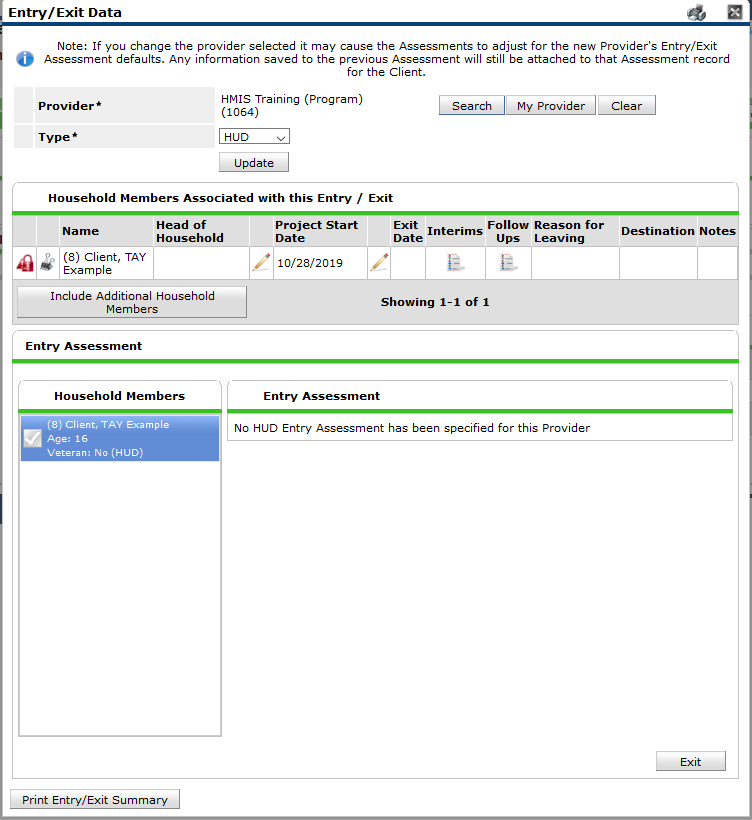 Entry/Exit Data
Note: If you change the provider selected it may cause the Assessments to adjust for the new Provider's Entry/Exit
Assessment defaults. Any information saved to the previous Assessment will still be attached to that Assessment record
for the Client.
Provider*
HMIS Training (Program)
(1064)
Search
My Provider
Clear
Type*
HUD
Update
Household Members Associated with this Entry / Exit
Name
Head of
Household
Project Start
Date
Exit
Date
Interims
Follow
Ups
Reason for
Leaving
Destination
Notes
(8) Client, TAY
Example
10/28/2019
Include Additional Household
Members
Showing 1-1 of 1
Entry Assessment
Household Members
(8) Client, TAY Example
Age: 16
Veteran: No (HUD)
Entry Assessment
No HUD Entry Assessment has been specified for this Provider
Exit
Print Entry/Exit Summary